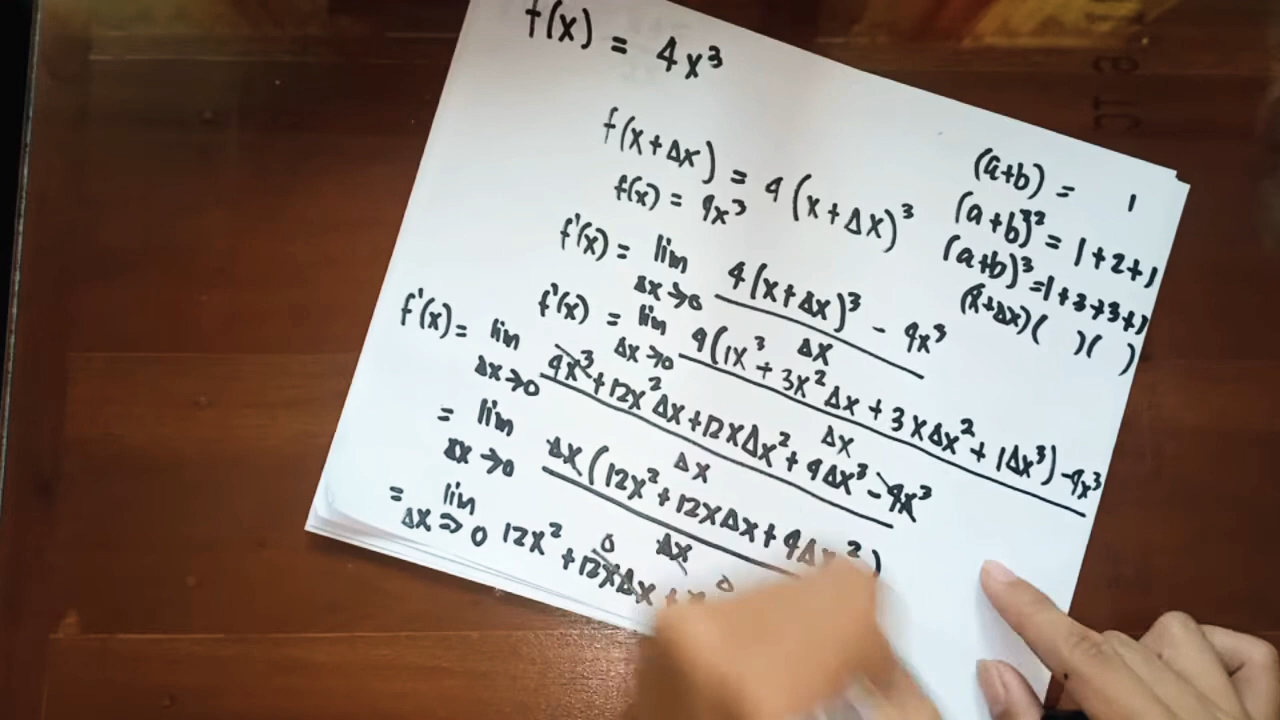 f(x) = 4x³
f(x+Δx) = 4(x+Δx)³
f(x) = 4x³
f'(x) = lim Δx→0 4(x+Δx)³ - 4x³ / Δx
f'(x) = lim Δx→0 4(1x³ + 3x²Δx + 3xΔx² + 1Δx³) - 4x³ / Δx
f'(x) = lim Δx→0 4x³ + 12x²Δx + 12xΔx² + 4Δx³ - 4x³ / Δx
= lim Δx→0 Δx(12x² + 12xΔx + 4Δx²) / Δx
= lim Δx→0 12x² + 12xΔx +
0 0
(a+b) = 1
(a+b)² = 1+2+1
(a+b)³ = 1+3+3+1
(x+Δx)( )( )